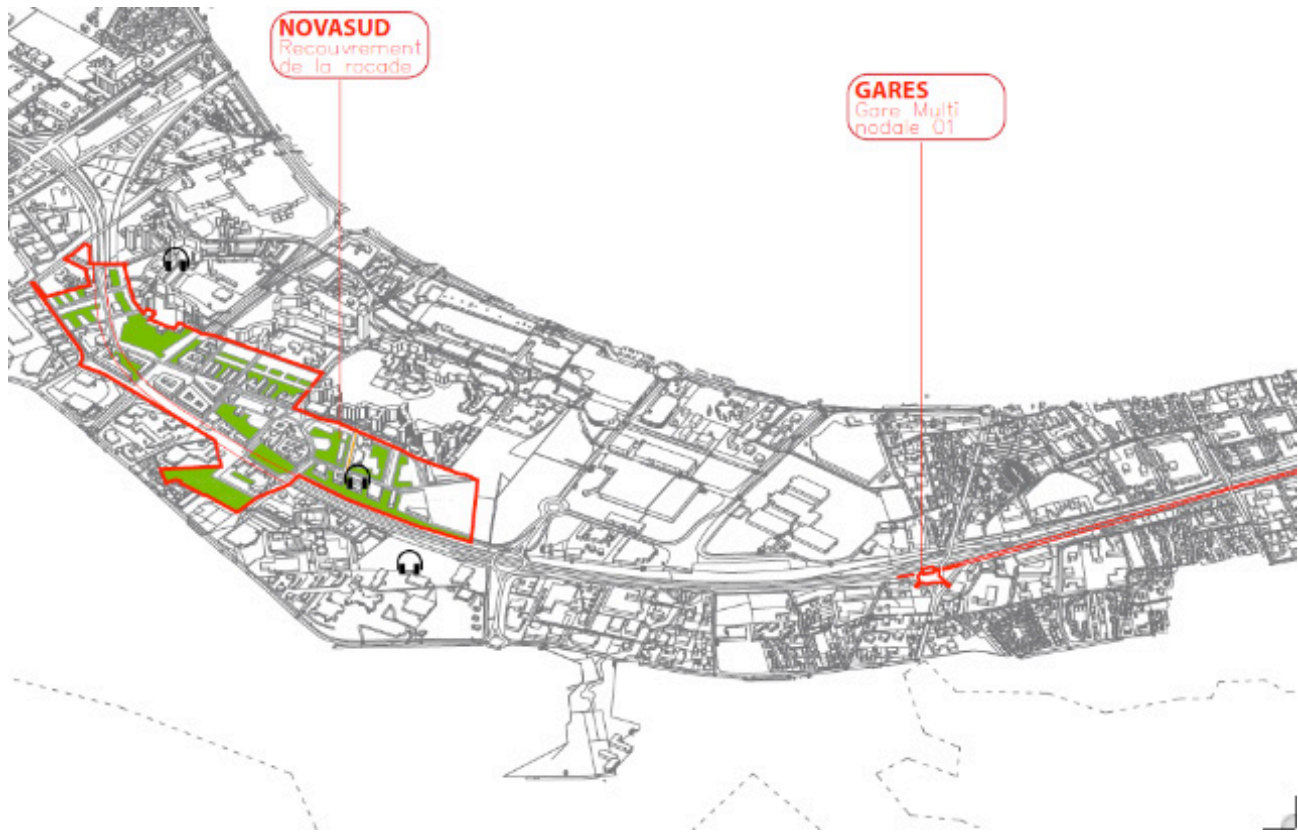 NOVASUD
Recouvrement
de la rocade
GARES
Gare Multi
nodale 01